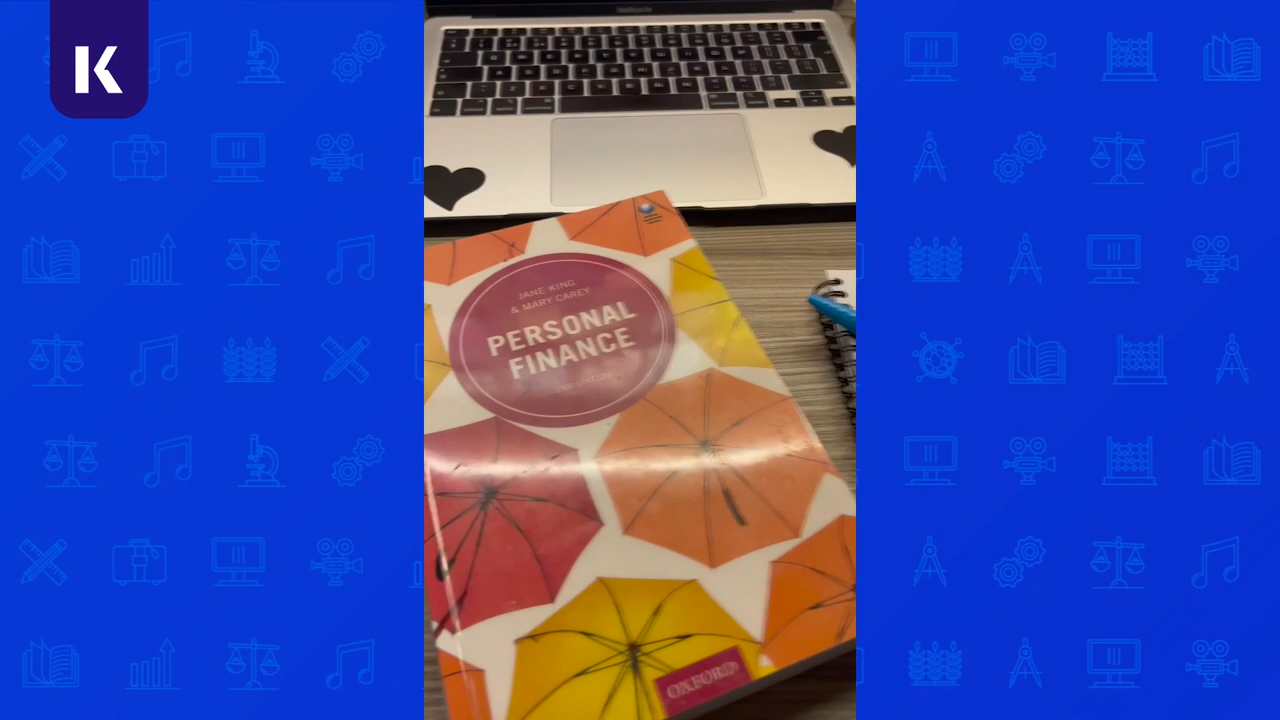 K
JANE KING
& MARY CAREY
PERSONAL
FINANCE
OXFORD